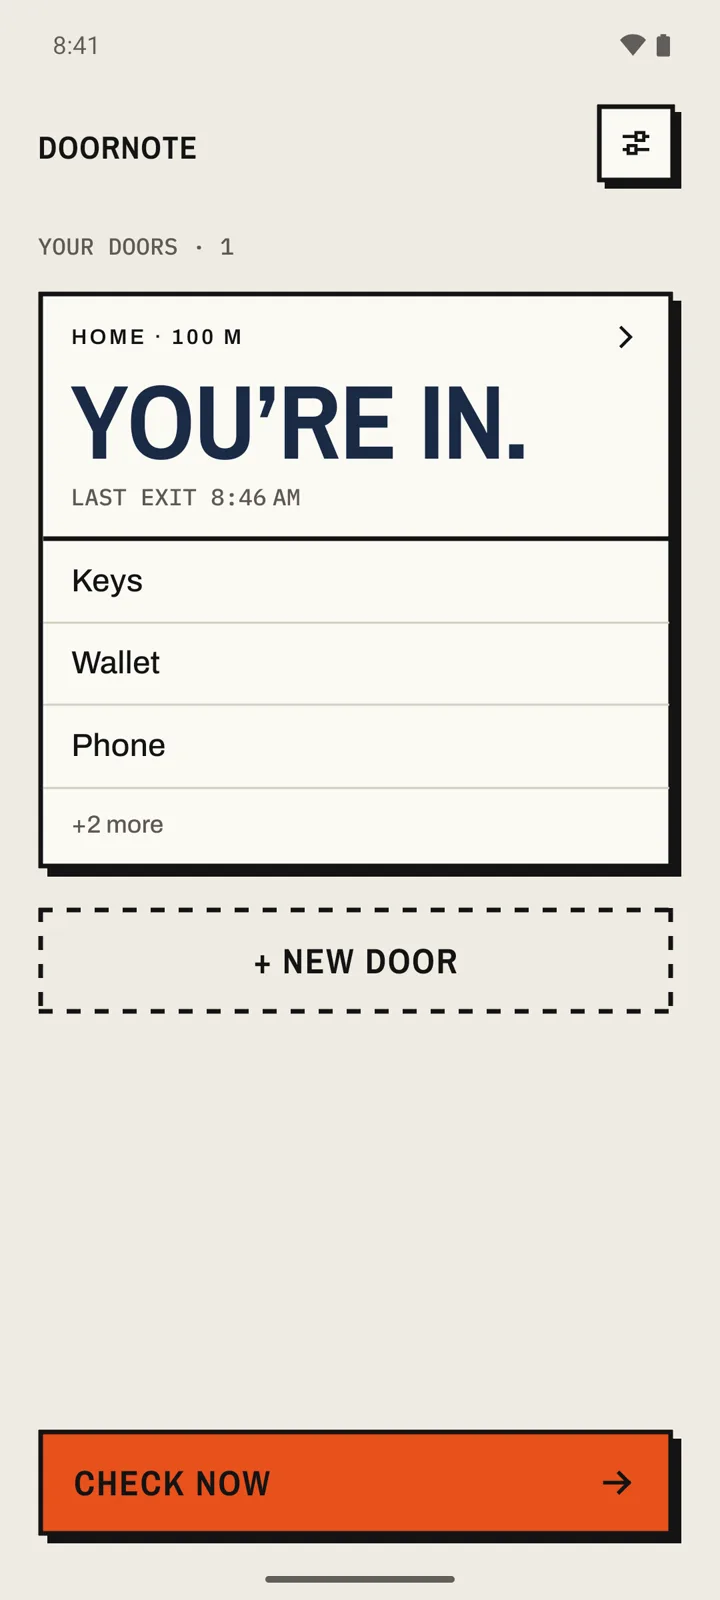 8:41
DOORNOTE
YOUR DOORS · 1
HOME · 100 M
YOU’RE IN.
LAST EXIT 8:46 AM
Keys
Wallet
Phone
+2 more
+ NEW DOOR
CHECK NOW